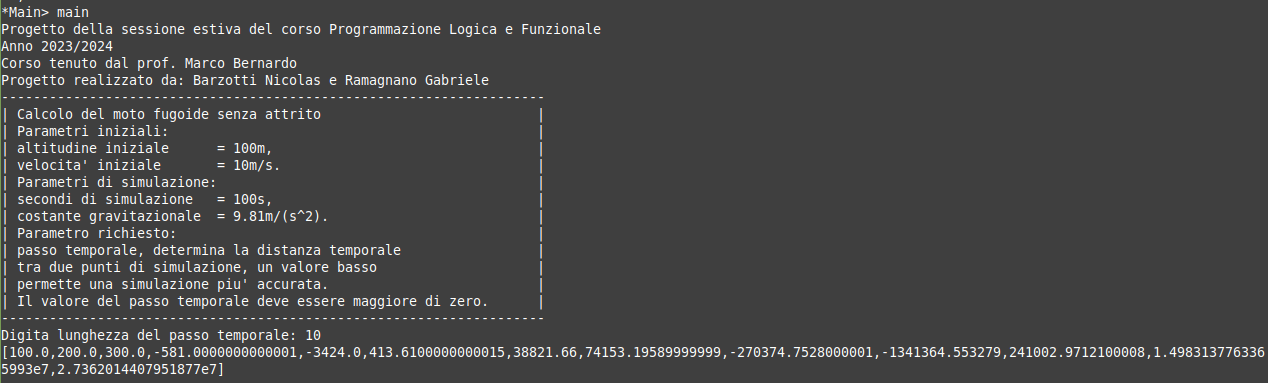 *Main> main
Progetto della sessione estiva del corso Programmazione Logica e Funzionale
Anno 2023/2024
Corso tenuto dal prof. Marco Bernardo
Progetto realizzato da: Barzotti Nicolas e Ramagnano Gabriele
--------------------------------------------------------------------
| Calcolo del moto fugoide senza attrito                           |
| Parametri iniziali:                                              |
| altitudine iniziale      = 100m,                                 |
| velocita' iniziale       = 10m/s.                                |
| Parametri di simulazione:                                        |
| secondi di simulazione   = 100s,                                 |
| costante gravitazionale  = 9.81m/(s^2).                          |
| Parametro richiesto:                                             |
| passo temporale, determina la distanza temporale                 |
| tra due punti di simulazione, un valore basso                    |
| permette una simulazione piu' accurata.                          |
| Il valore del passo temporale deve essere maggiore di zero.      |
--------------------------------------------------------------------
Digita lunghezza del passo temporale: 10
[100.0,200.0,300.0,-581.0000000000001,-3424.0,413.6100000000015,38821.66,74153.19589999999,-270374.7528000001,-1341364.553279,241002.9712100008,1.498313776336
5993e7,2.7362014407951877e7]